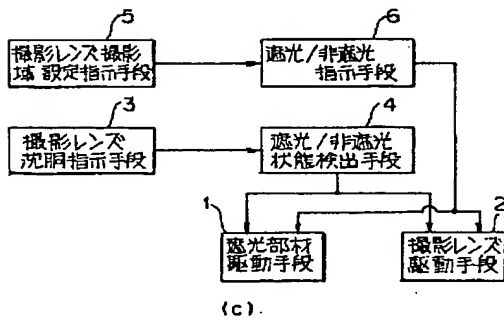 5
撮影レンズ撮影
域設定指示手段
6
遮光/非遮光
指示手段
3
撮影レンズ
沈胴指示手段
4
遮光/非遮光
状態検出手段
1
遮光部材
駆動手段
撮影レンズ
駆動手段
2
(c).